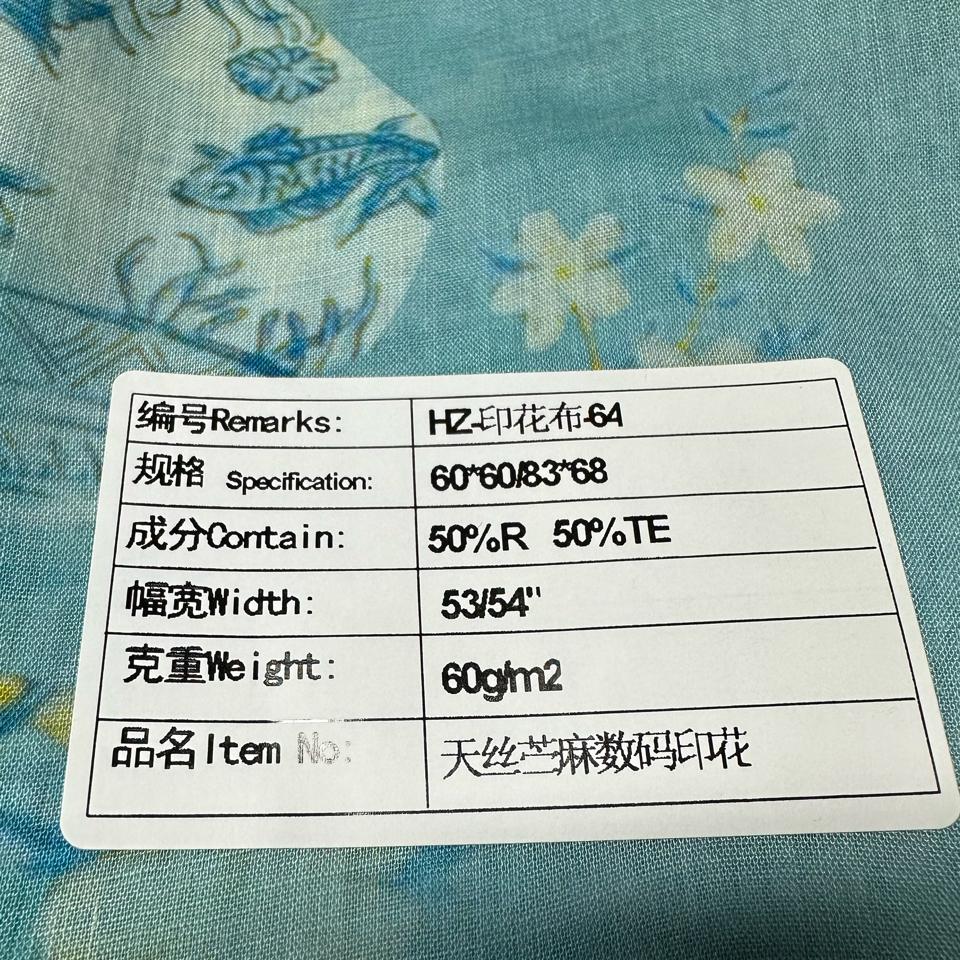 编号Remarks: HZ-印花布-64
规格 Specification: 60*60/83*68
成分Contain: 50%R 50%TE
幅宽Width: 53/54"
克重Weight: 60g/m2
品名Item No: 天丝苎麻数码印花